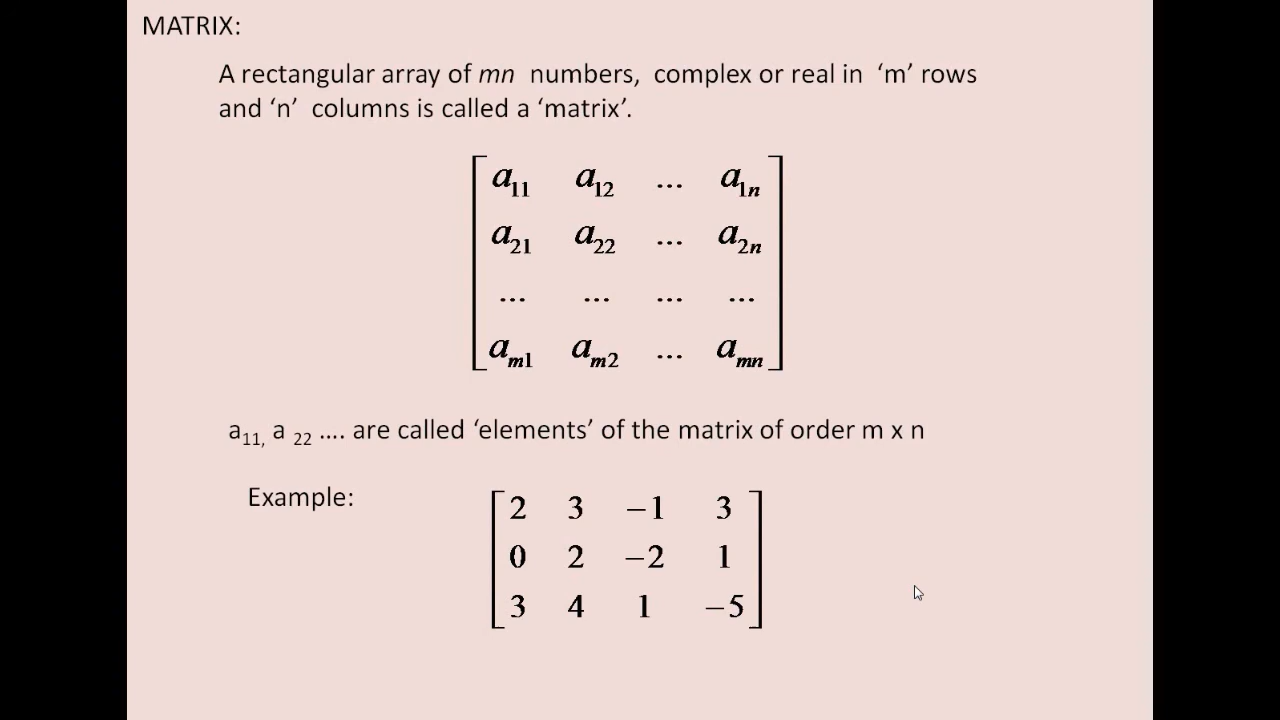 MATRIX:
A rectangular array of mn numbers, complex or real in ‘m’ rows
and ‘n’ columns is called a ‘matrix’.
a11 a12 ... a1n
a21 a22 ... a2n
... ... ... ...
am1 am2 ... amn
a11, a 22 .... are called ‘elements’ of the matrix of order m x n
Example:
2 3 −1 3
0 2 −2 1
3 4 1 −5